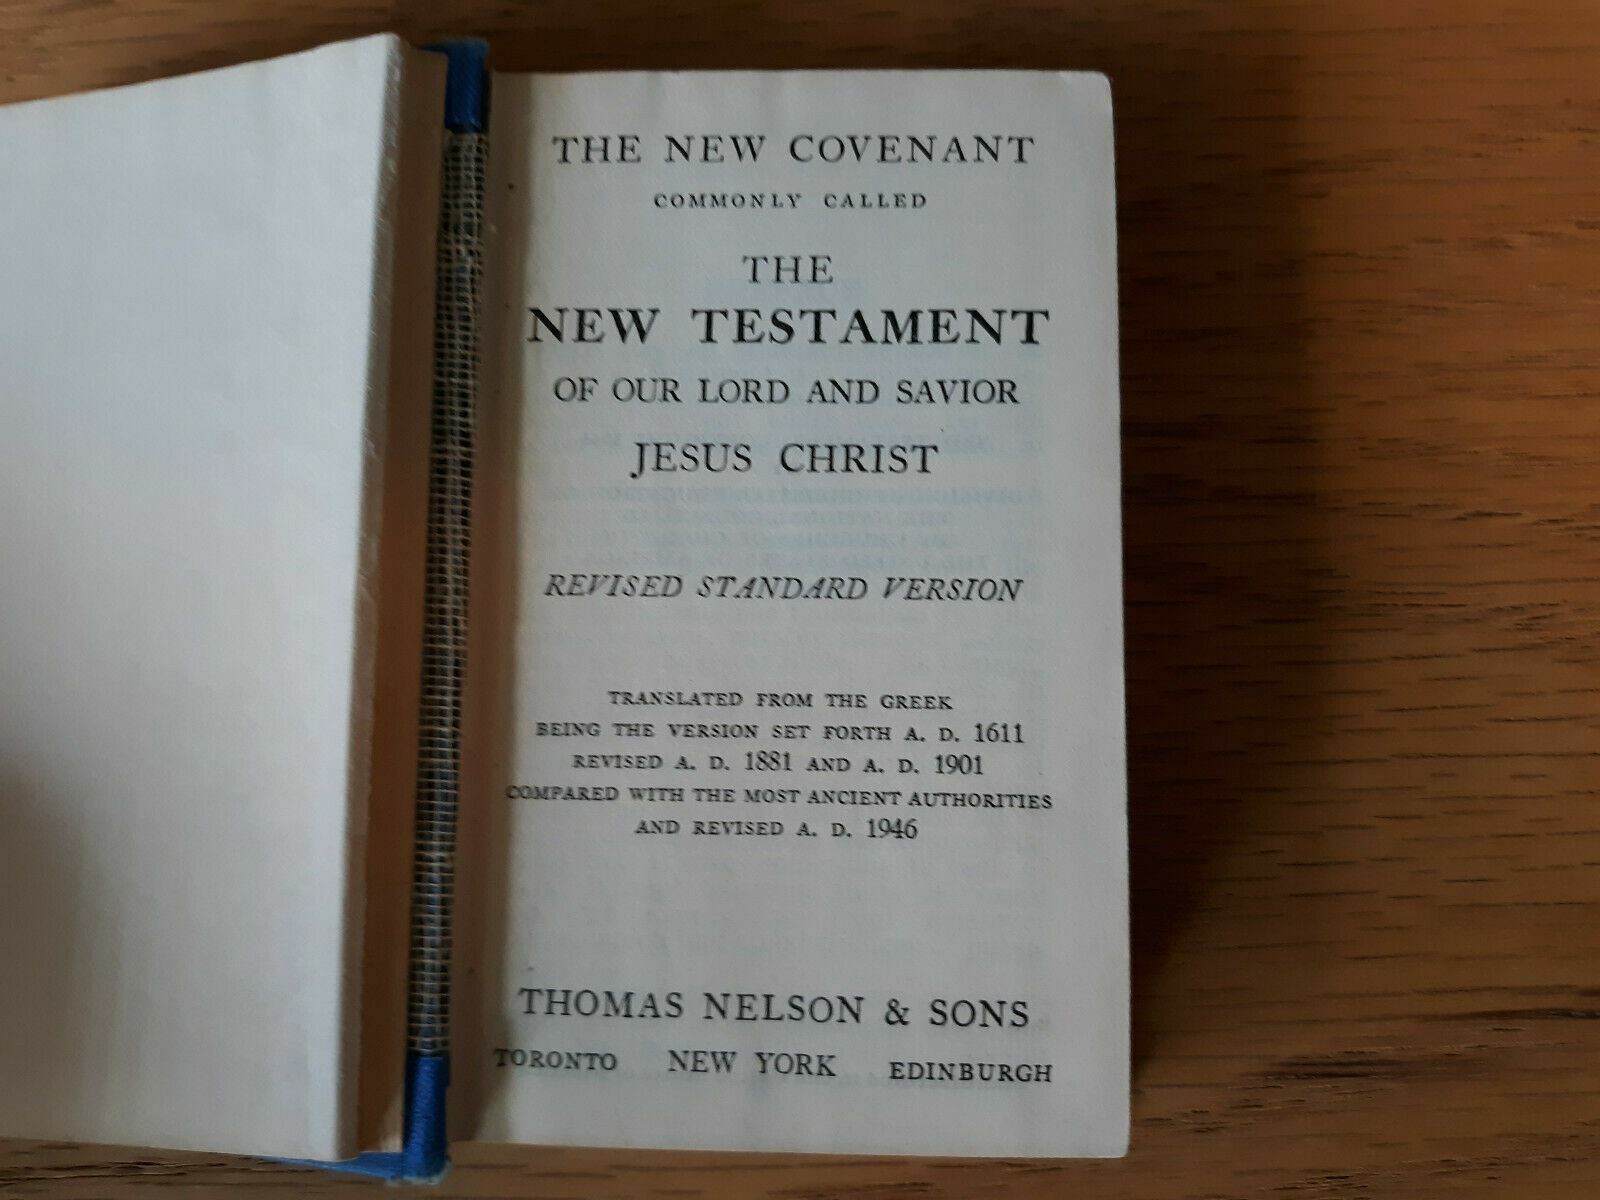 THE NEW COVENANT
COMMONLY CALLED
THE
NEW TESTAMENT
OF OUR LORD AND SAVIOR
JESUS CHRIST
REVISED STANDARD VERSION
TRANSLATED FROM THE GREEK
BEING THE VERSION SET FORTH A. D. 1611
REVISED A. D. 1881 AND A. D. 1901
COMPARED WITH THE MOST ANCIENT AUTHORITIES
AND REVISED A. D. 1946
THOMAS NELSON & SONS
TORONTO NEW YORK EDINBURGH